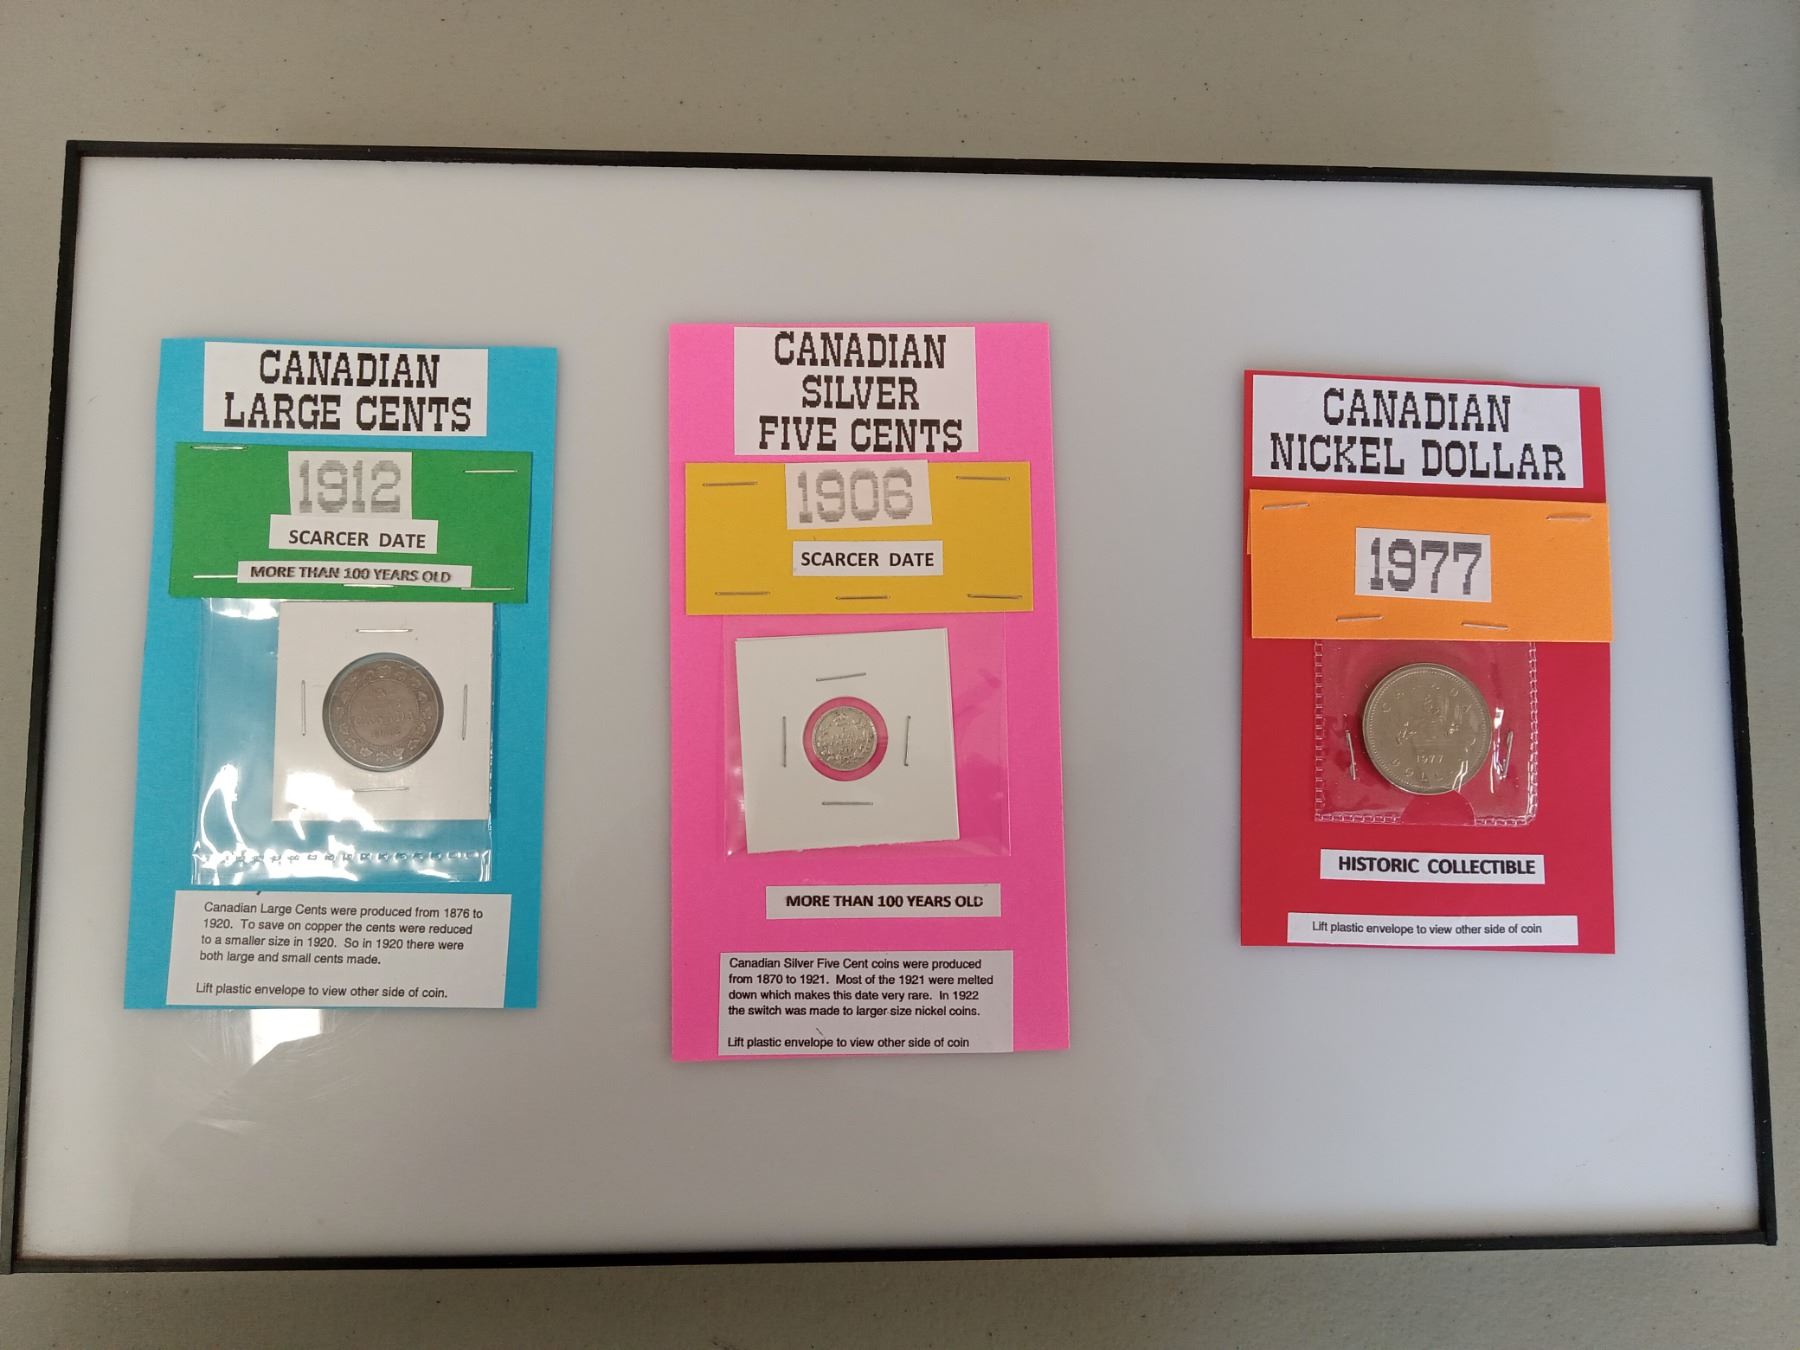 CANADIAN
LARGE CENTS
1912
SCARCER DATE
MORE THAN 100 YEARS OLD
CANADA
Canadian Large Cents were produced from 1876 to
1920. To save on copper the cents were reduced
to a smaller size in 1920. So in 1920 there were
both large and small cents made.
Lift plastic envelope to view other side of coin.
CANADIAN
SILVER
FIVE CENTS
1906
SCARCER DATE
MORE THAN 100 YEARS OLD
Canadian Silver Five Cent coins were produced
from 1870 to 1921. Most of the 1921 were melted
down which makes this date very rare. In 1922
the switch was made to larger size nickel coins.
Lift plastic envelope to view other side of coin
CANADIAN
NICKEL DOLLAR
1977
1977
HISTORIC COLLECTIBLE
Lift plastic envelope to view other side of coin